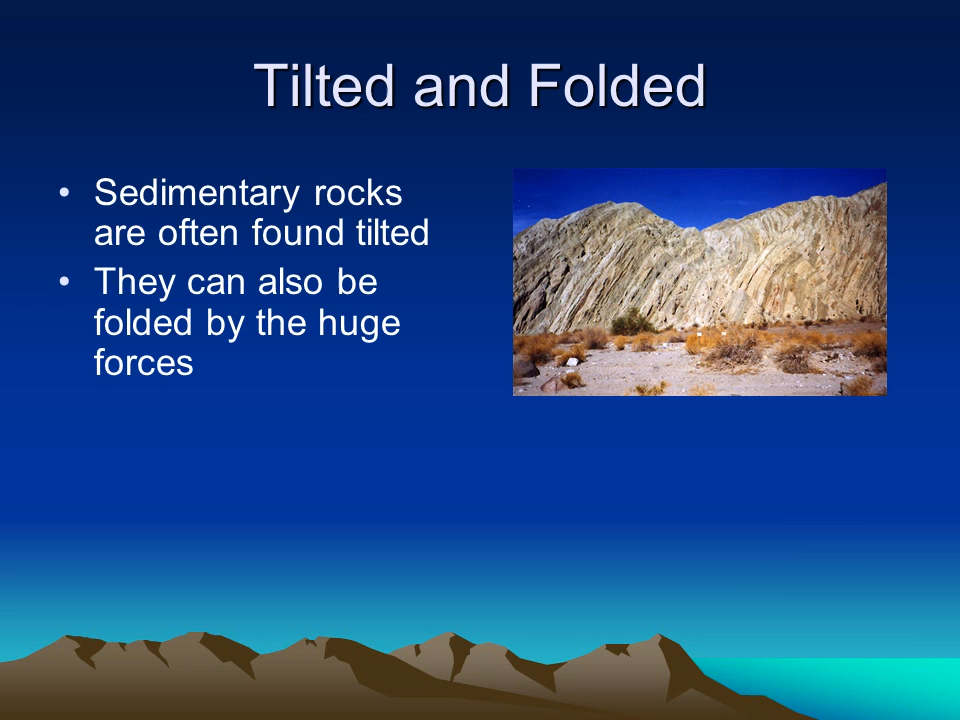 Tilted and Folded
• Sedimentary rocks
are often found tilted
• They can also be
folded by the huge
forces